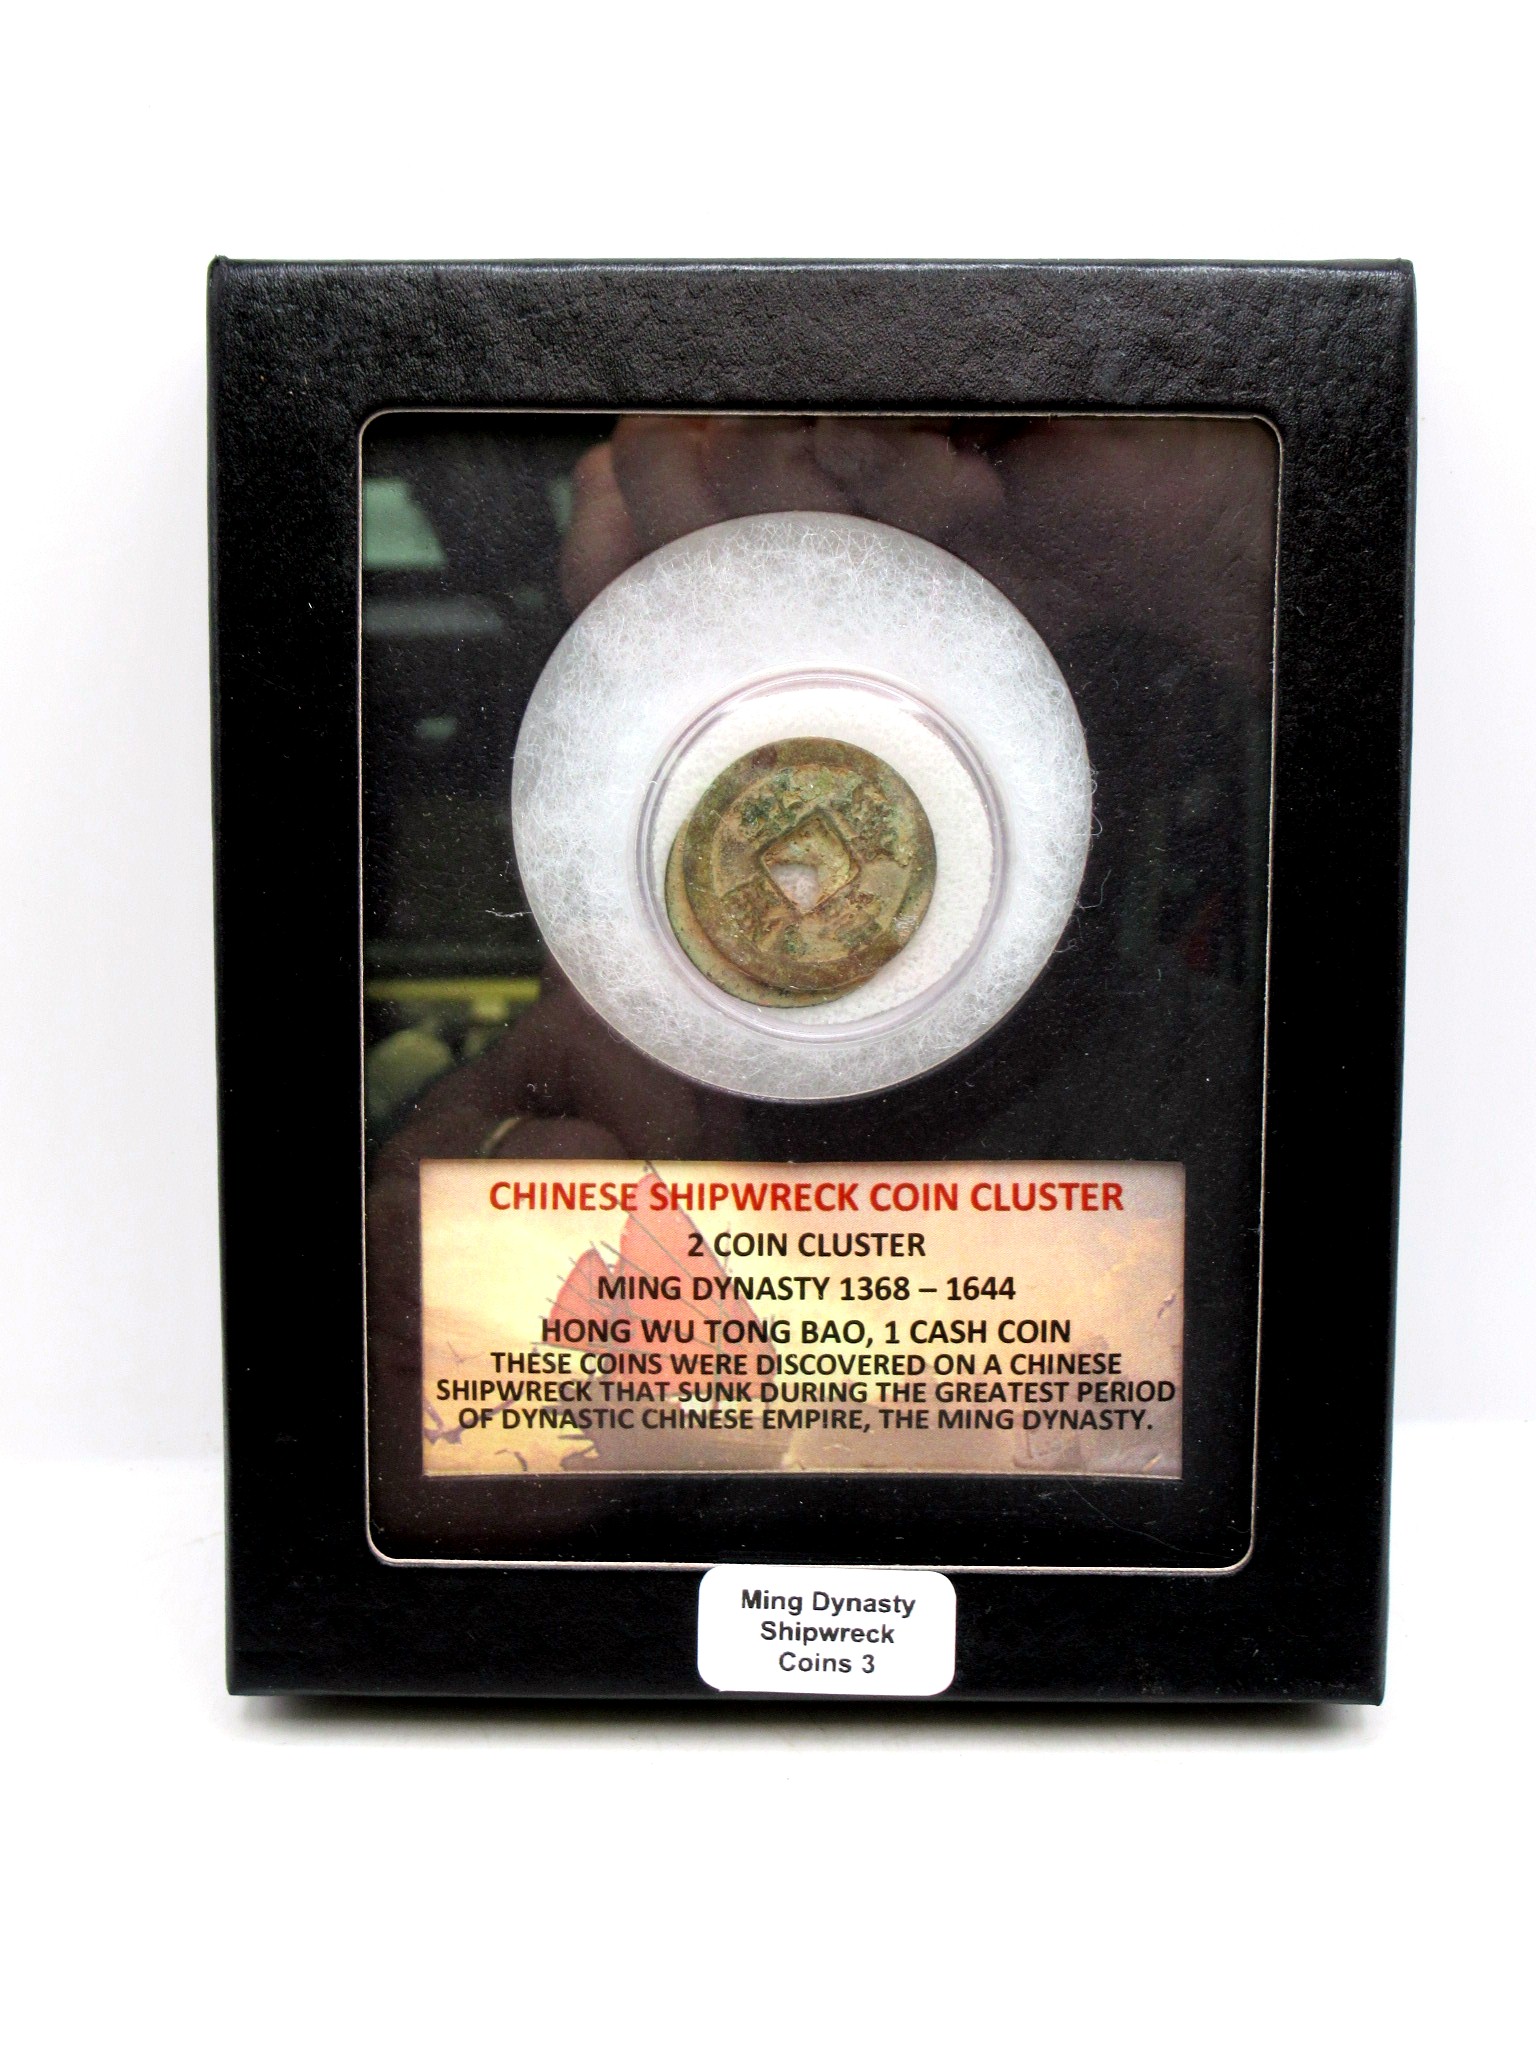 CHINESE SHIPWRECK COIN CLUSTER
2 COIN CLUSTER
MING DYNASTY 1368 – 1644
HONG WU TONG BAO, 1 CASH COIN
THESE COINS WERE DISCOVERED ON A CHINESE
SHIPWRECK THAT SUNK DURING THE GREATEST PERIOD
OF DYNASTIC CHINESE EMPIRE, THE MING DYNASTY.
Ming Dynasty
Shipwreck
Coins 3